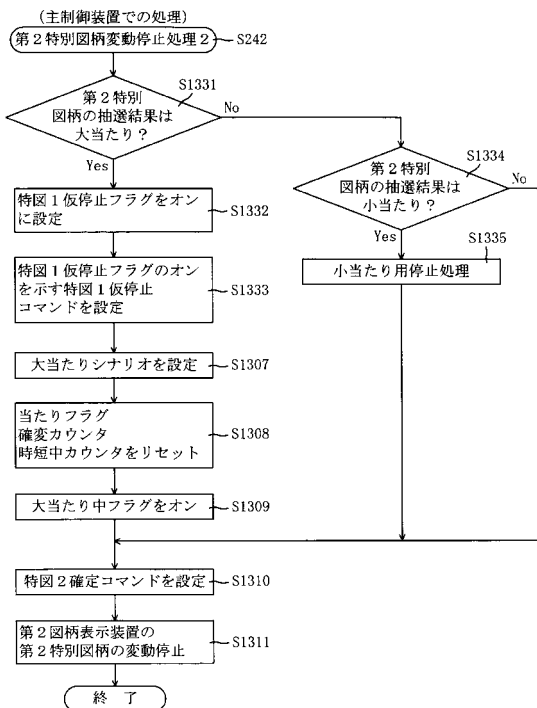 (主制御装置での処理)
第2特別図柄変動停止処理2
S242
第2特別
図柄の抽選結果は
大当たり?
S1331
No
Yes
第2特別
図柄の抽選結果は
小当たり?
S1334
No
Yes
特図1仮停止フラグをオン
に設定
S1332
小当たり用停止処理
S1335
特図1仮停止フラグのオン
を示す特図1仮停止
コマンドを設定
S1333
大当たりシナリオを設定
S1307
当たりフラグ
確変カウンタ
時短中カウンタをリセット
S1308
大当たり中フラグをオン
S1309
特図2確定コマンドを設定
S1310
第2図柄表示装置の
第2特別図柄の変動停止
S1311
終 了